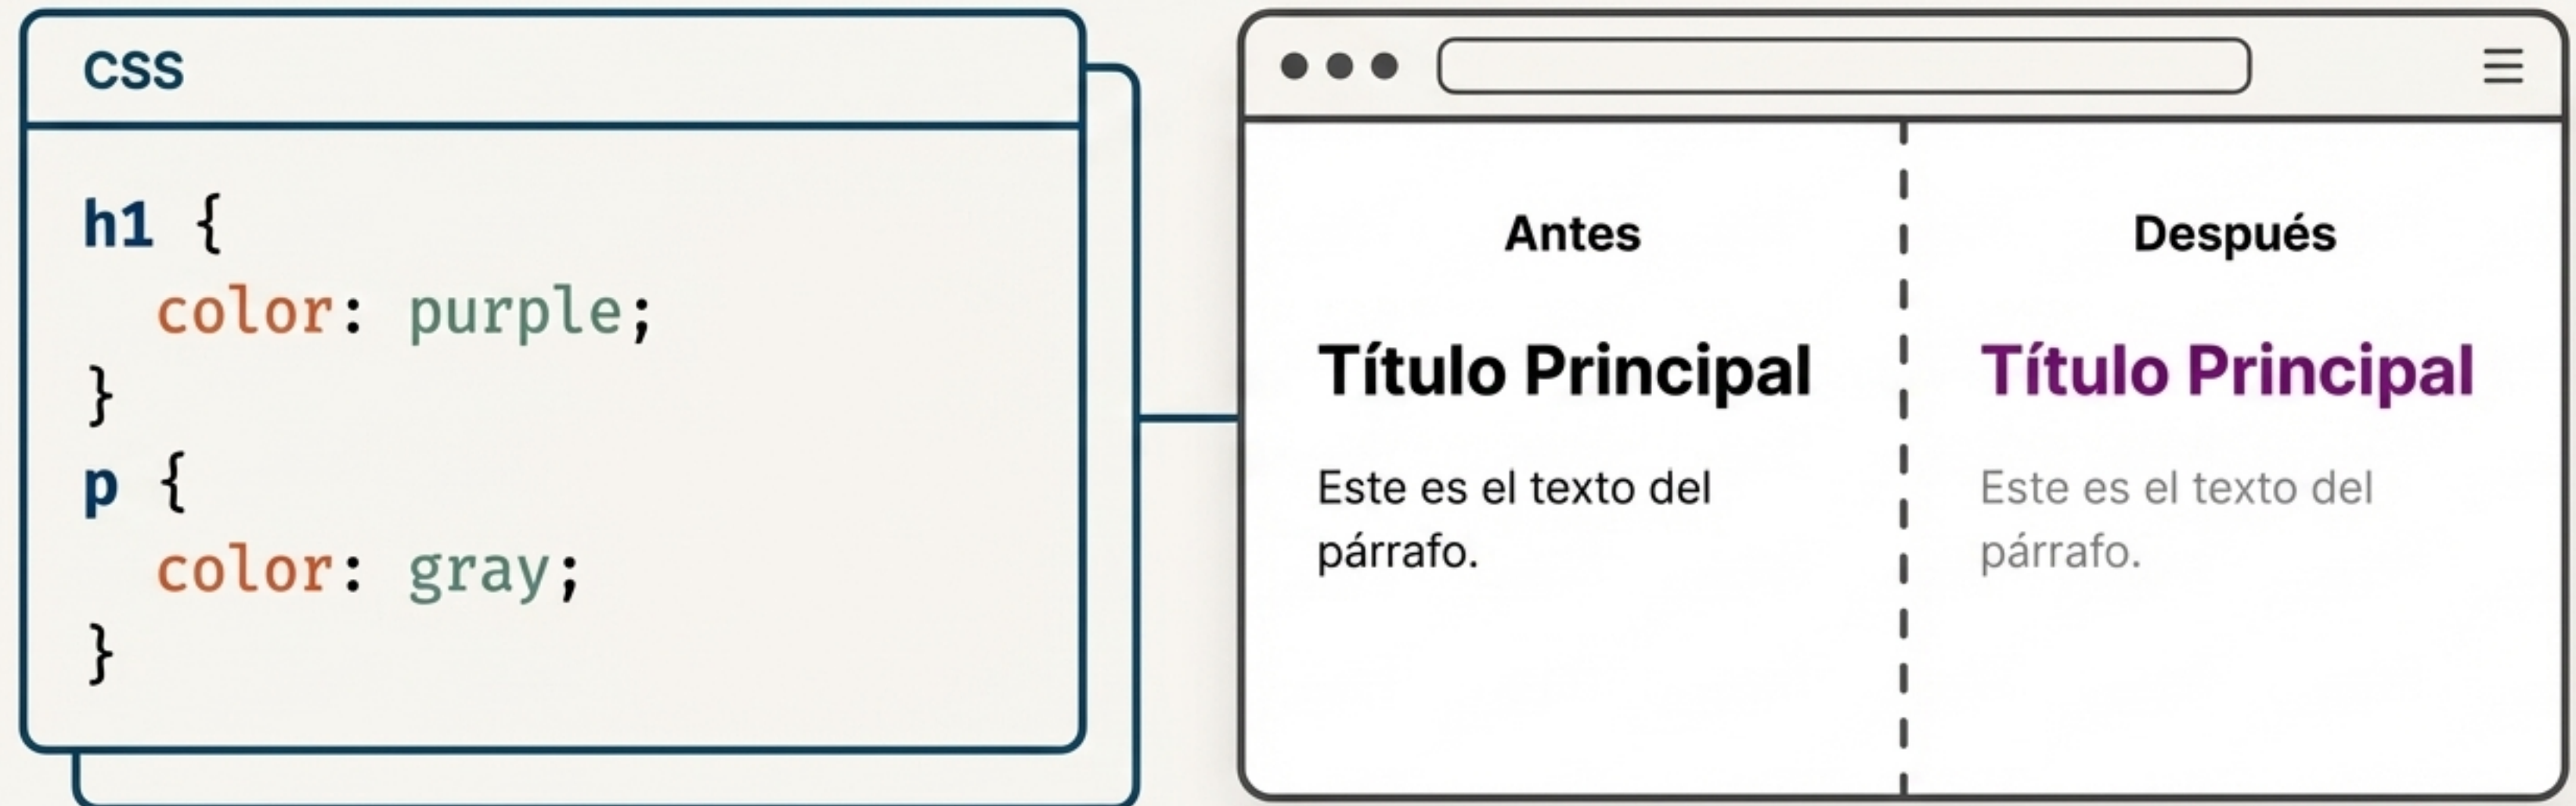 CSS
h1 {
  color: purple;
}
p {
  color: gray;
}
Antes
Título Principal
Este es el texto del
párrafo.
Después
Título Principal
Este es el texto del
párrafo.